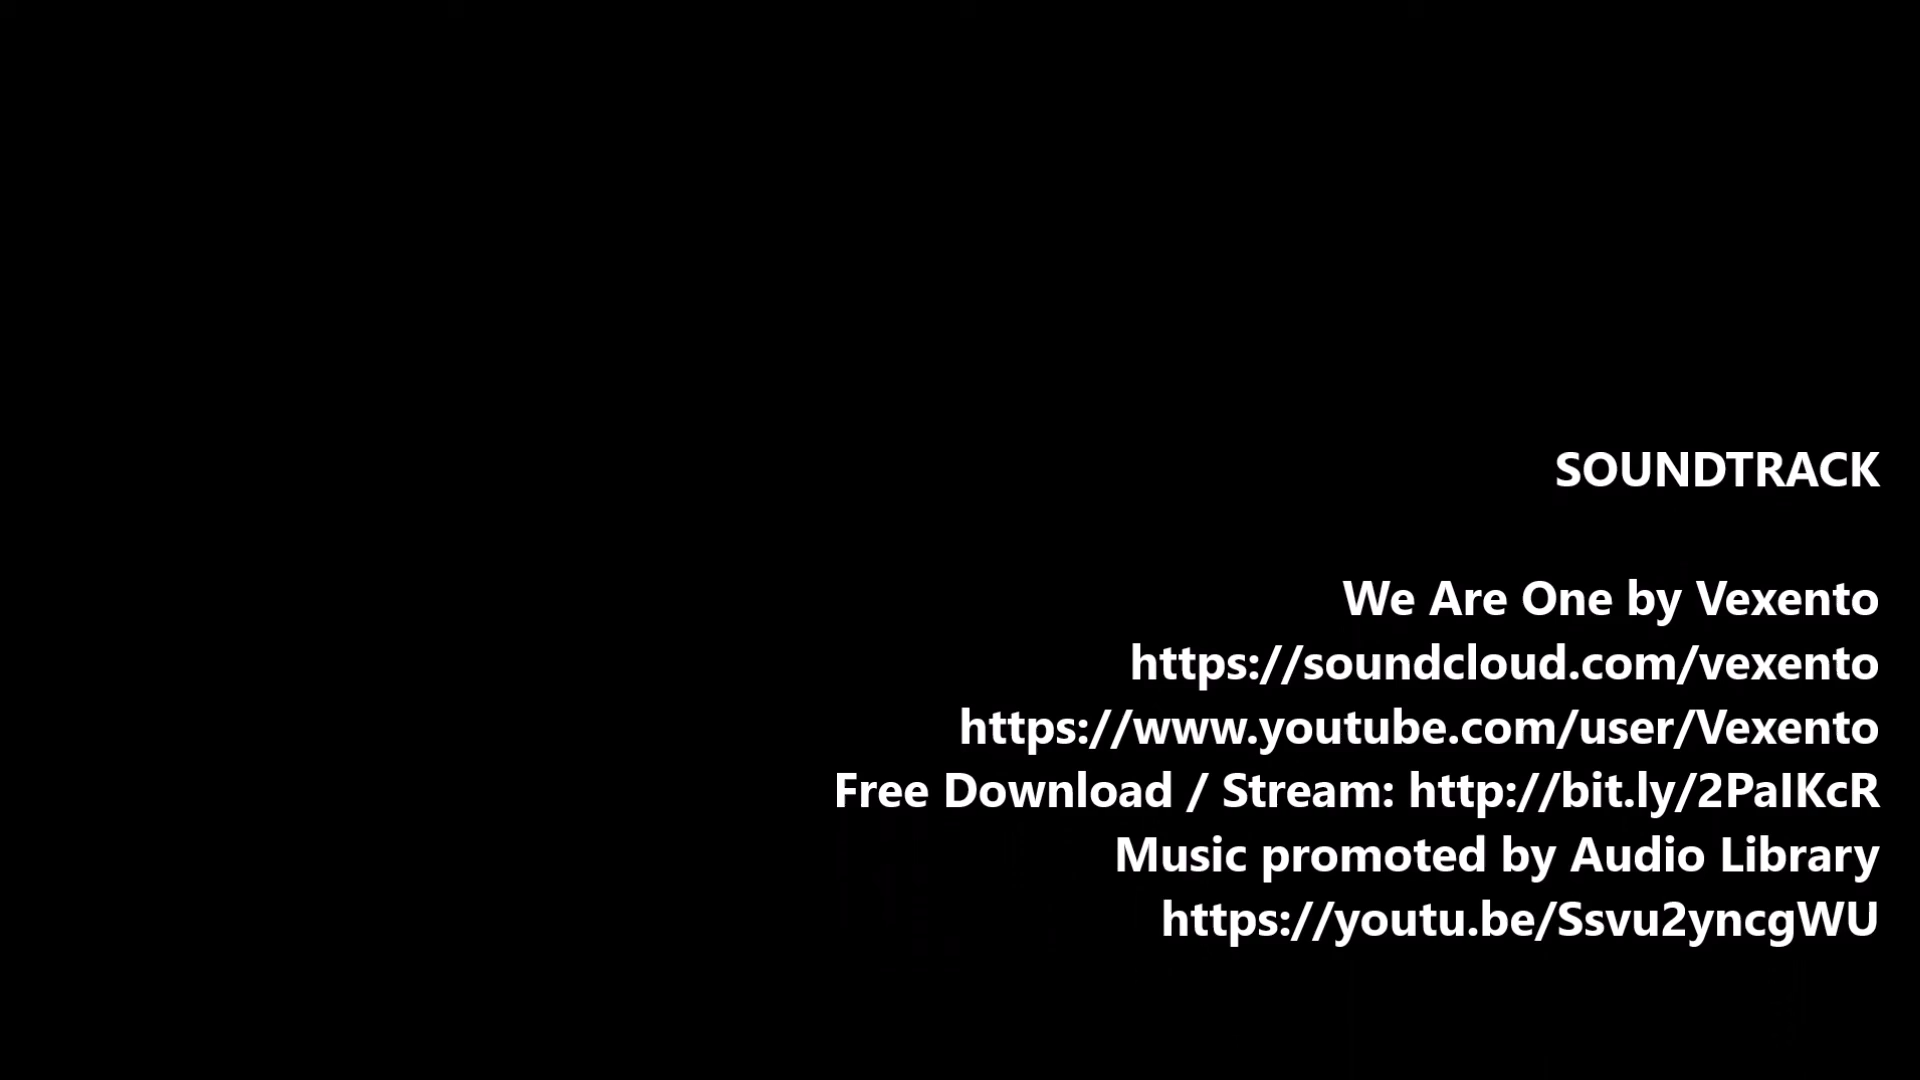 SOUNDTRACK
We Are One by Vexento
https://soundcloud.com/vexento
https://www.youtube.com/user/Vexento
Free Download / Stream: http://bit.ly/2PaIKcR
Music promoted by Audio Library
https://youtu.be/Ssvu2yncgWU